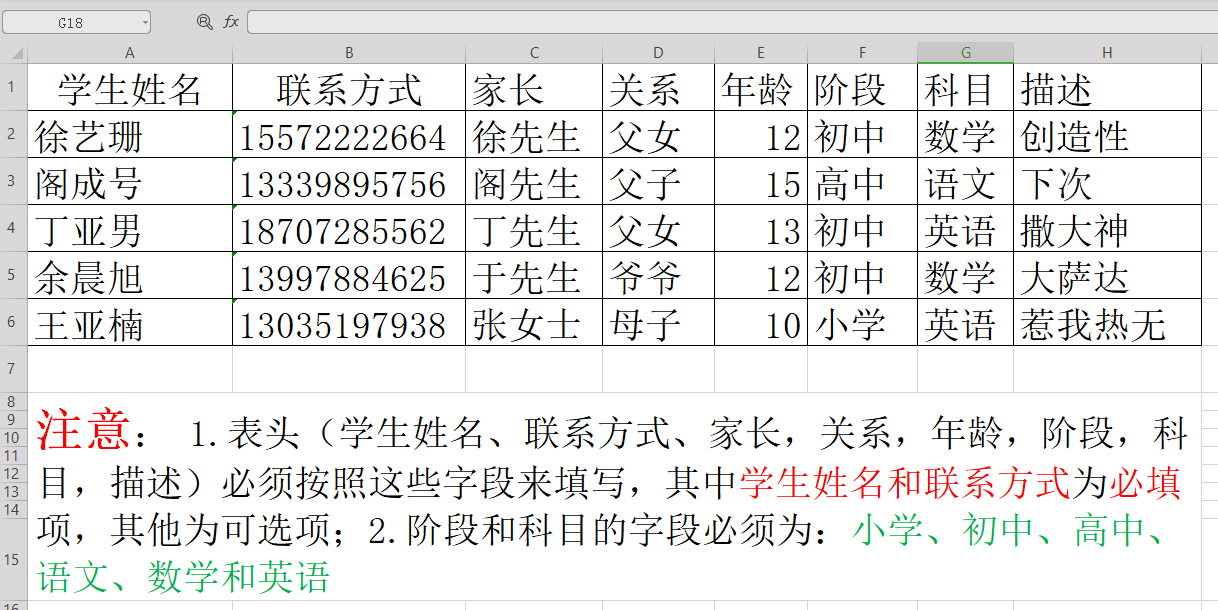 G18 fx
A B C D E F G H
1 学生姓名 联系方式 家长 关系 年龄 阶段 科目 描述
2 徐艺珊 15572222664 徐先生 父女 12 初中 数学 创造性
3 阁成号 13339895756 阁先生 父子 15 高中 语文 下次
4 丁亚男 18707285562 丁先生 父女 13 初中 英语 撒大神
5 余晨旭 13997884625 于先生 爷爷 12 初中 数学 大萨达
6 王亚楠 13035197938 张女士 母子 10 小学 英语 惹我热无
7
8
9
10
11
12
13
14
15
16
注意： 1.表头（学生姓名、联系方式、家长，关系，年龄，阶段，科
目，描述）必须按照这些字段来填写，其中学生姓名和联系方式为必填
项，其他为可选项；2.阶段和科目的字段必须为：小学、初中、高中、
语文、数学和英语